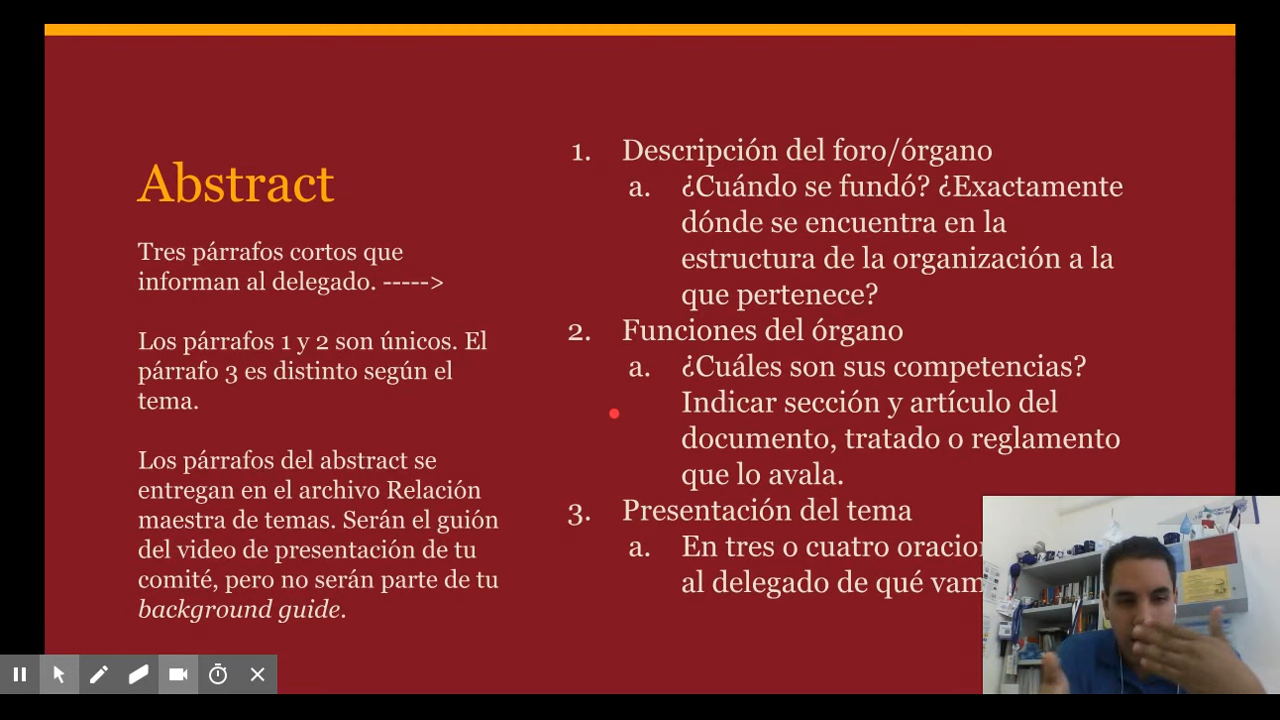 Abstract
Tres párrafos cortos que
informan al delegado. ----->
Los párrafos 1 y 2 son únicos. El
párrafo 3 es distinto según el
tema.
Los párrafos del abstract se
entregan en el archivo Relación
maestra de temas. Serán el guión
del video de presentación de tu
comité, pero no serán parte de tu
background guide.
1. Descripción del foro/órgano
a. ¿Cuándo se fundó? ¿Exactamente
dónde se encuentra en la
estructura de la organización a la
que pertenece?
2. Funciones del órgano
a. ¿Cuáles son sus competencias?
Indicar sección y artículo del
documento, tratado o reglamento
que lo avala.
3. Presentación del tema
a. En tres o cuatro
al delegado de qué